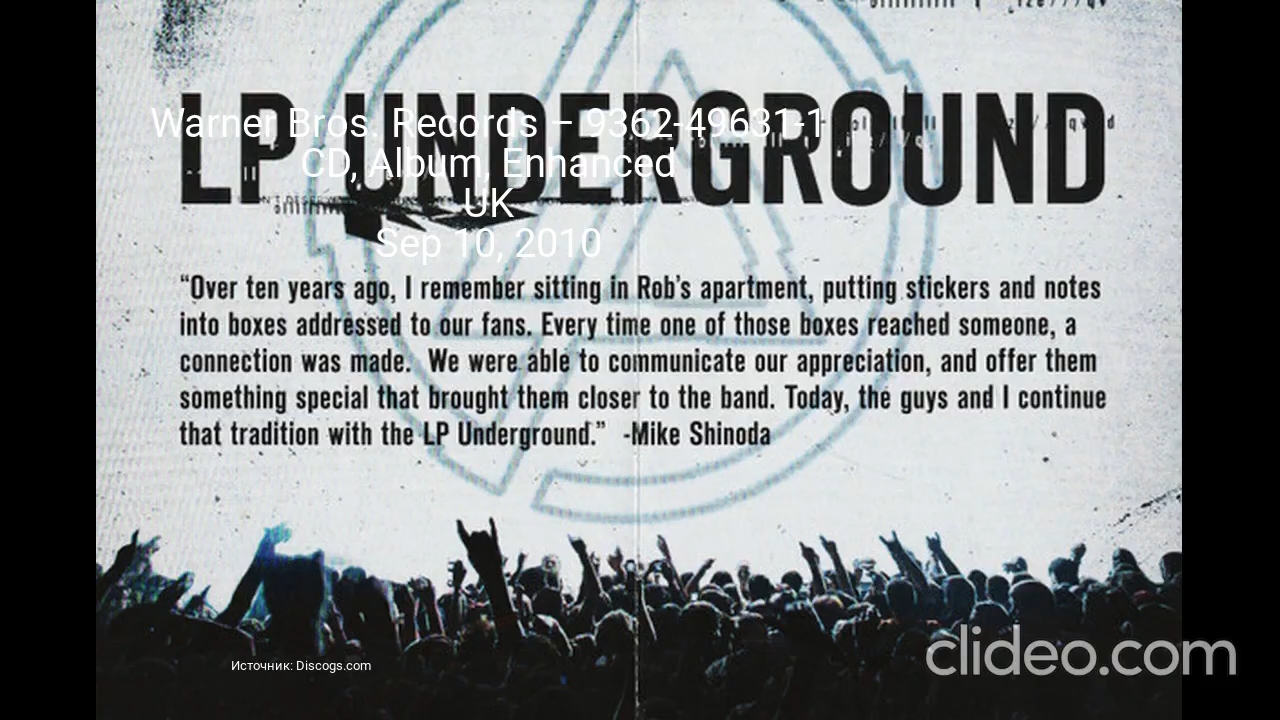 LP UNDERGROUND
Warner Bros. Records – 9362-49631-1
CD, Album, Enhanced
UK
Sep 10, 2010
“Over ten years ago, I remember sitting in Rob’s apartment, putting stickers and notes
into boxes addressed to our fans. Every time one of those boxes reached someone, a
connection was made. We were able to communicate our appreciation, and offer them
something special that brought them closer to the band. Today, the guys and I continue
that tradition with the LP Underground.” -Mike Shinoda
Источник: Discogs.com
clideo.com